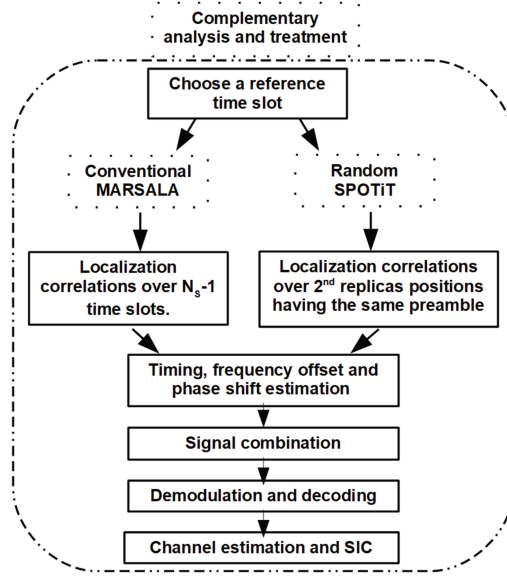 Complementary
analysis and treatment
Choose a reference
time slot
Conventional
MARSALA
Random
SPOTiT
Localization
correlations over NS-1
time slots.
Localization correlations
over 2nd replicas positions
having the same preamble
Timing, frequency offset and
phase shift estimation
Signal combination
Demodulation and decoding
Channel estimation and SIC